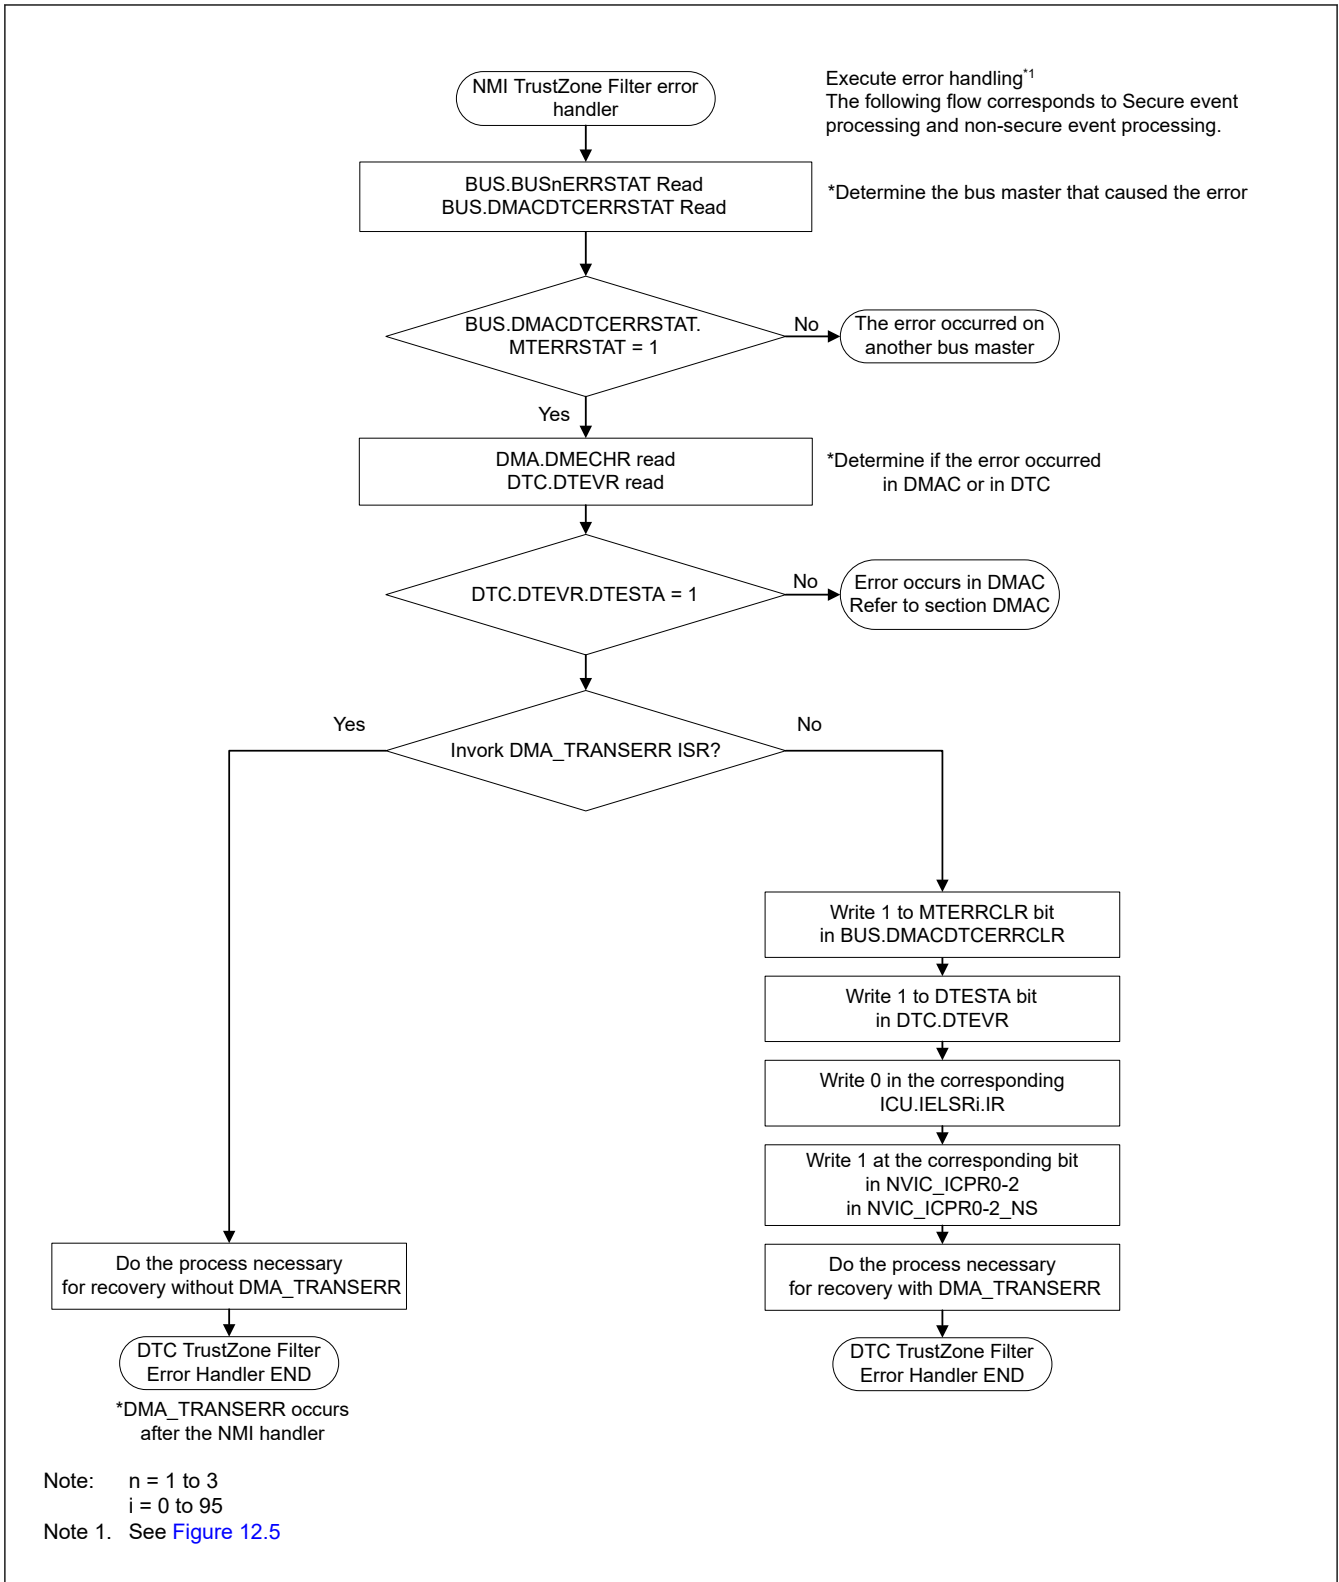 NMI TrustZone Filter error
handler
Execute error handling*1
The following flow corresponds to Secure event
processing and non-secure event processing.
BUS.BUSnERRSTAT Read
BUS.DMACDTCERRSTAT Read
*Determine the bus master that caused the error
BUS.DMACDTCERRSTAT.
MTERRSTAT = 1
No
The error occurred on
another bus master
Yes
DMA.DMECHR read
DTC.DTEVR read
*Determine if the error occurred
in DMAC or in DTC
DTC.DTEVR.DTESTA = 1
No
Error occurs in DMAC
Refer to section DMAC
Yes
Invork DMA_TRANSERR ISR?
No
Write 1 to MTERRCLR bit
in BUS.DMACDTCERRCLR
Write 1 to DTESTA bit
in DTC.DTEVR
Write 0 in the corresponding
ICU.IELSRi.IR
Write 1 at the corresponding bit
in NVIC_ICPR0-2
in NVIC_ICPR0-2_NS
Do the process necessary
for recovery without DMA_TRANSERR
Do the process necessary
for recovery with DMA_TRANSERR
DTC TrustZone Filter
Error Handler END
DTC TrustZone Filter
Error Handler END
*DMA_TRANSERR occurs
after the NMI handler
Note: n = 1 to 3
i = 0 to 95
Note 1. See Figure 12.5